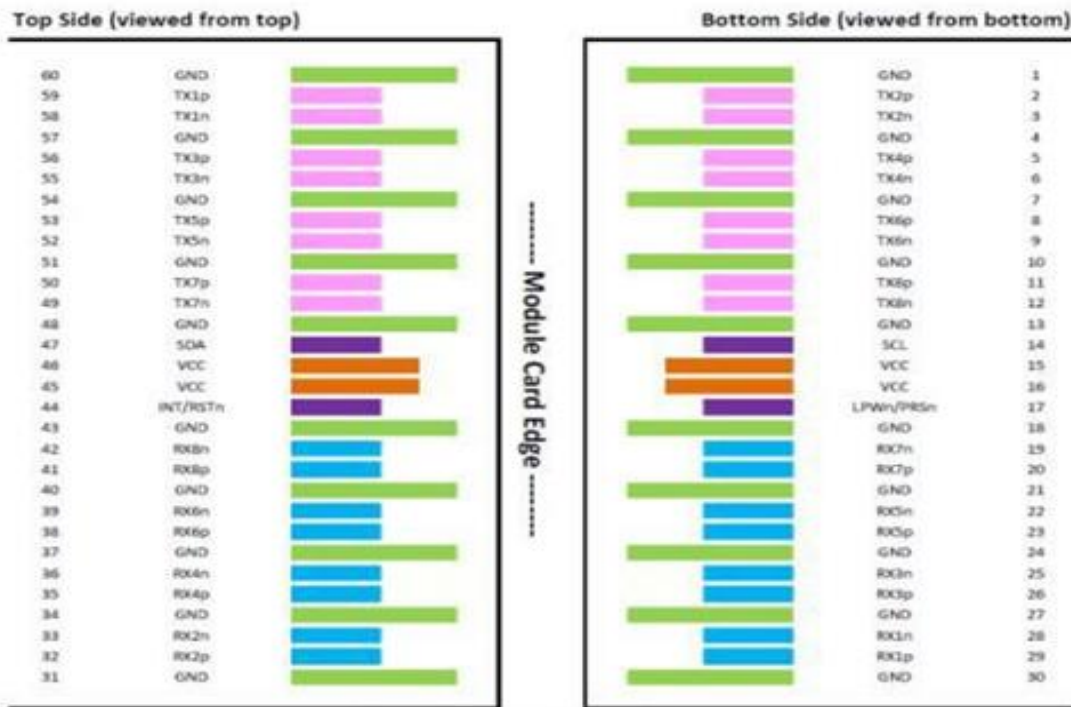 Top Side (viewed from top) Bottom Side (viewed from bottom)
60 GND GND 1
59 TX1p TX2p 2
58 TX1n TX2n 3
57 GND GND 4
56 TX3p TX4p 5
55 TX3n TX4n 6
54 GND GND 7
53 TX5p TX6p 8
52 TX5n TX6n 9
51 GND GND 10
50 TX7p TX8p 11
49 TX7n TX8n 12
48 GND GND 13
47 SDA SCL 14
46 VCC VCC 15
45 VCC VCC 16
44 INT/RSTn LPWn/PRSn 17
43 GND GND 18
42 RX8n RX7n 19
41 RX8p RX7p 20
40 GND GND 21
39 RX6n RX5n 22
38 RX6p RX5p 23
37 GND GND 24
36 RX4n RX3n 25
35 RX4p RX3p 26
34 GND GND 27
33 RX2n RX1n 28
32 RX2p RX1p 29
31 GND GND 30
-------- Module Card Edge --------